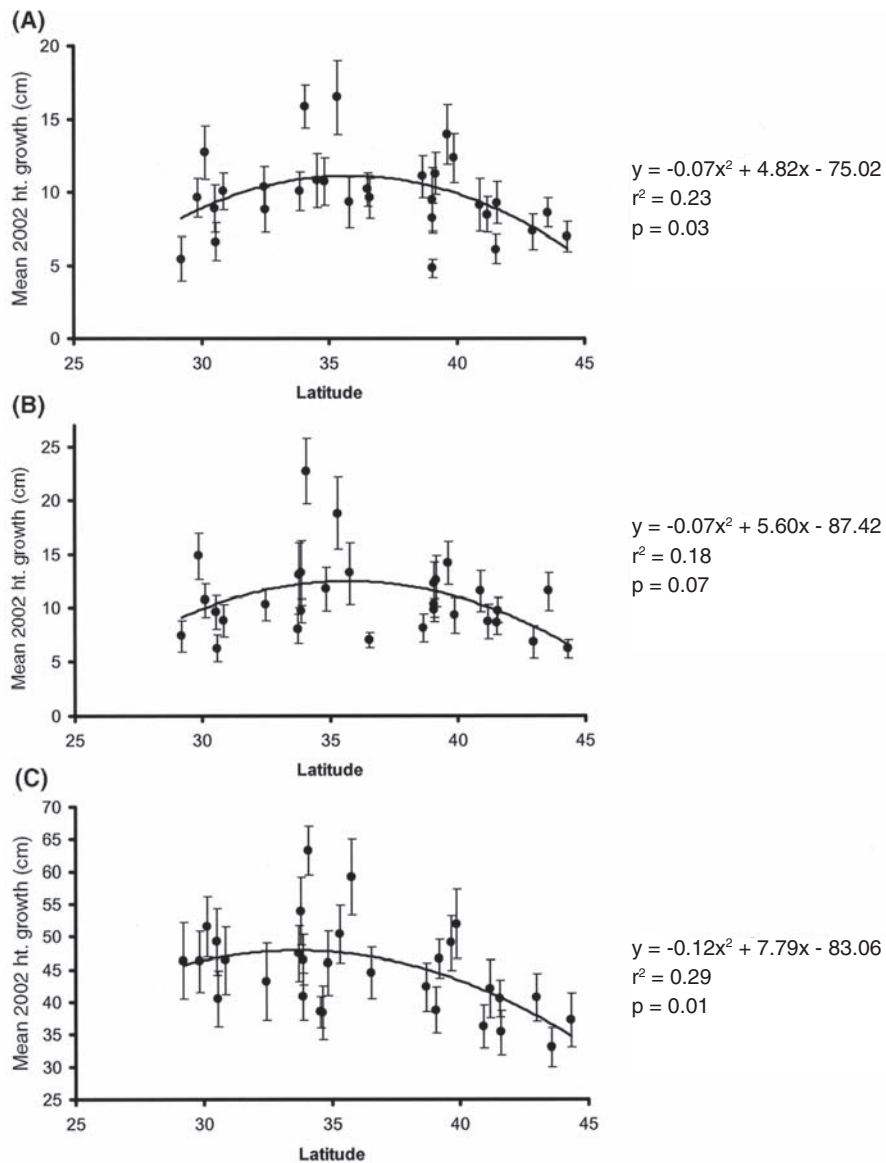 (A)
Mean 2002 ht. growth (cm)
20
15
10
5
0
25 30 35 40 45
Latitude
y = -0.07x² + 4.82x - 75.02
r² = 0.23
p = 0.03
(B)
Mean 2002 ht. growth (cm)
25
20
15
10
5
0
25 30 35 40 45
Latitude
y = -0.07x² + 5.60x - 87.42
r² = 0.18
p = 0.07
(C)
Mean 2002 ht. growth (cm)
70
65
60
55
50
45
40
35
30
25
25 30 35 40 45
Latitude
y = -0.12x² + 7.79x - 83.06
r² = 0.29
p = 0.01